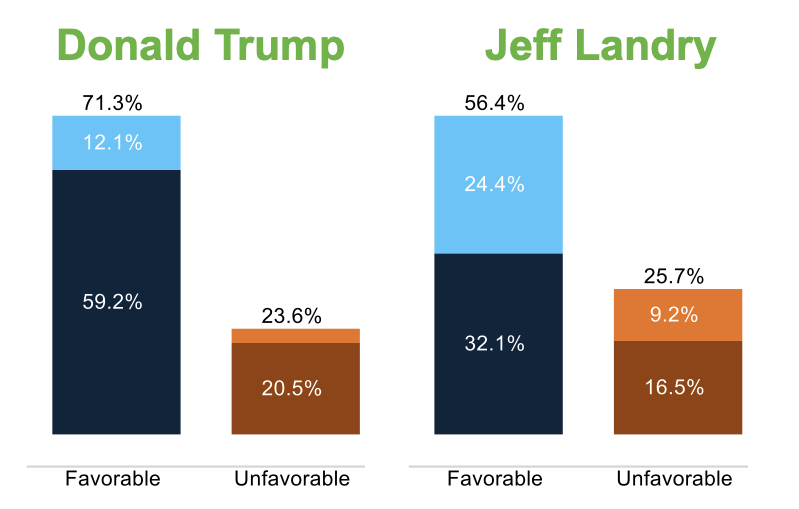 Donald Trump
71.3%
12.1%
59.2%
23.6%
20.5%
Favorable
Unfavorable
Jeff Landry
56.4%
24.4%
32.1%
25.7%
9.2%
16.5%
Favorable
Unfavorable